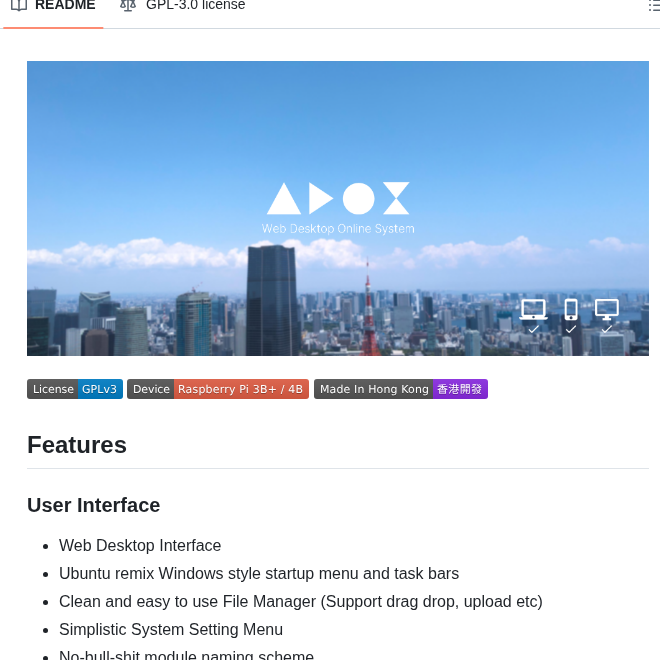 README GPL-3.0 license
Web Desktop Online System
License GPLv3 Device Raspberry Pi 3B+ / 4B Made In Hong Kong 香港開發
Features
User Interface
Web Desktop Interface
Ubuntu remix Windows style startup menu and task bars
Clean and easy to use File Manager (Support drag drop, upload etc)
Simplistic System Setting Menu
No-bull-shit module naming scheme